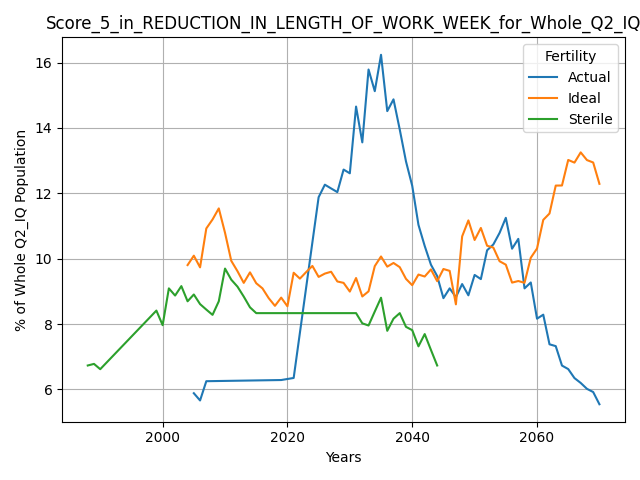 Score_5_in_REDUCTION_IN_LENGTH_OF_WORK_WEEK_for_Whole_Q2_IQ
% of Whole Q2_IQ Population
16
14
12
10
8
6
Fertility
Actual
Ideal
Sterile
2000
2020
2040
2060
Years